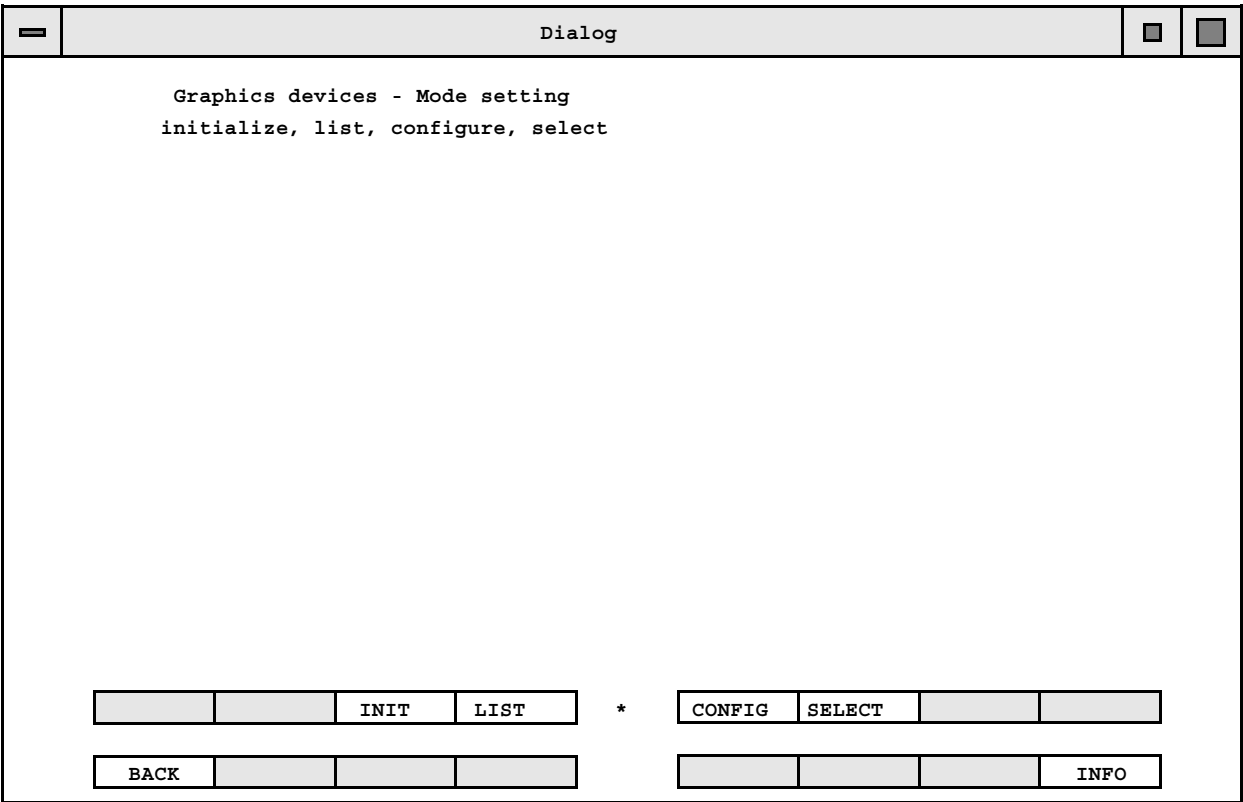 Dialog
Graphics devices - Mode setting
initialize, list, configure, select
INIT LIST * CONFIG SELECT
BACK INFO